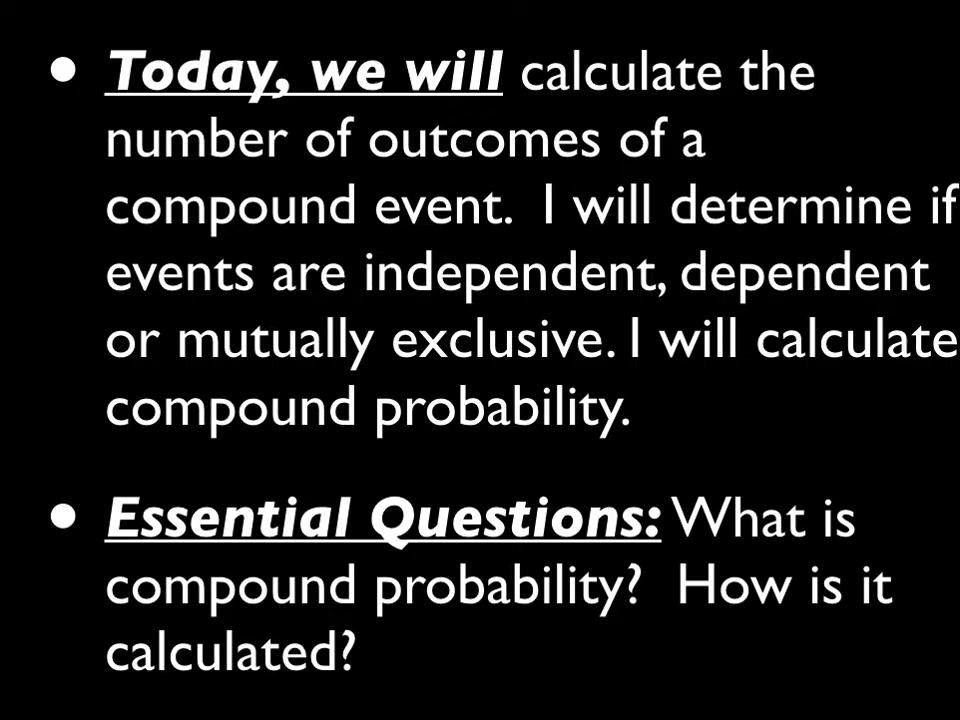 • Today, we will calculate the
number of outcomes of a
compound event.  I will determine if
events are independent, dependent
or mutually exclusive. I will calculate
compound probability.
• Essential Questions: What is
compound probability?  How is it
calculated?